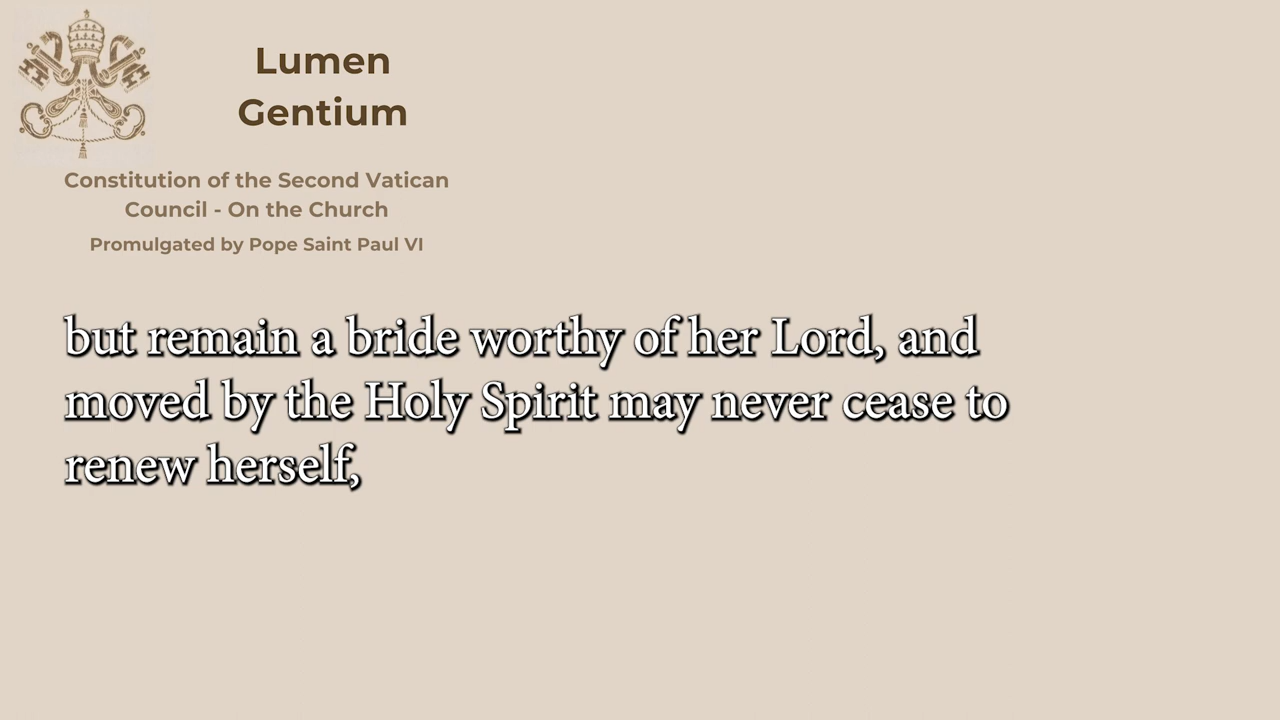 Lumen
Gentium
Constitution of the Second Vatican
Council - On the Church
Promulgated by Pope Saint Paul VI
but remain a bride worthy of her Lord, and
moved by the Holy Spirit may never cease to
renew herself,